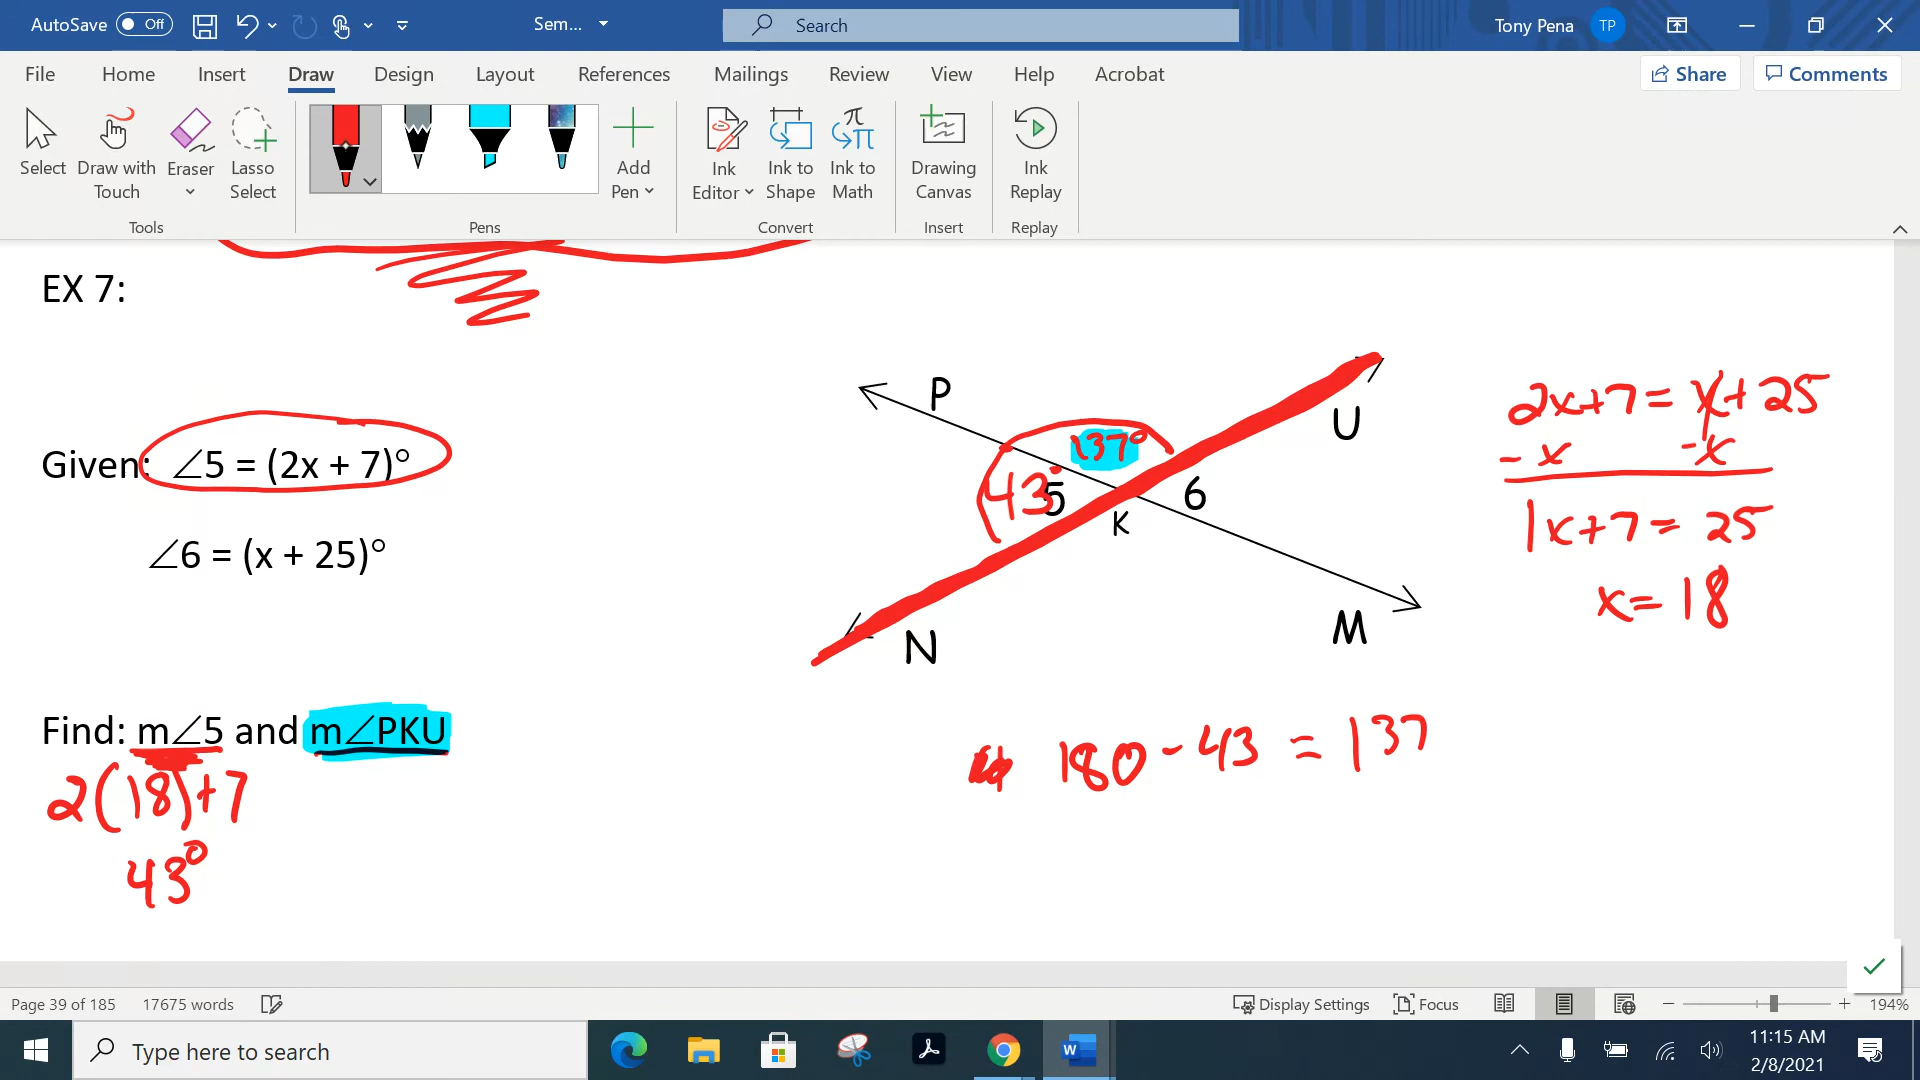 AutoSave Off Sem... Search Tony Pena TP
File Home Insert Draw Design Layout References Mailings Review View Help Acrobat Share Comments
Select Draw with Touch Eraser Lasso Select Add Pen Ink Editor Ink to Shape Ink to Math Drawing Canvas Ink Replay
Tools Pens Convert Insert Replay
EX 7:
Given: ∠5 = (2x + 7)°
∠6 = (x + 25)°
P
U
137°
43°
5
6
K
N
M
2x+7 = x+25
- x - x
1x+7 = 25
x = 18
Find: m∠5 and m∠PKU
2(18)+7
43°
180 - 43 = 137
Page 39 of 185 17675 words Display Settings Focus 194%
Type here to search
W
11:15 AM
2/8/2021